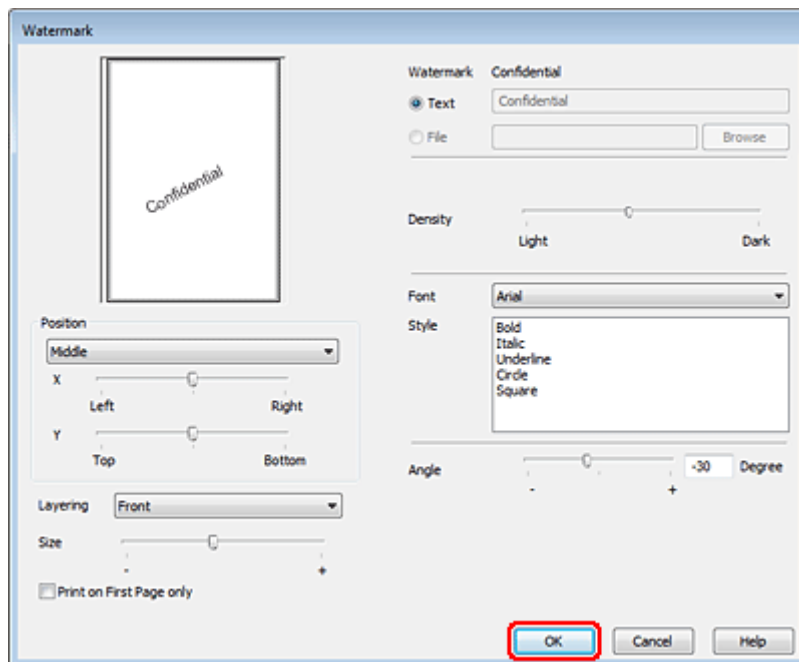 Watermark
Confidential
Position
Middle
X
Left Right
Y
Top Bottom
Layering Front
Size
- +
Print on First Page only
Watermark Confidential
Text Confidential
File Browse
Density
Light Dark
Font Arial
Style Bold
Italic
Underline
Circle
Square
Angle -30 Degree
- +
OK Cancel Help